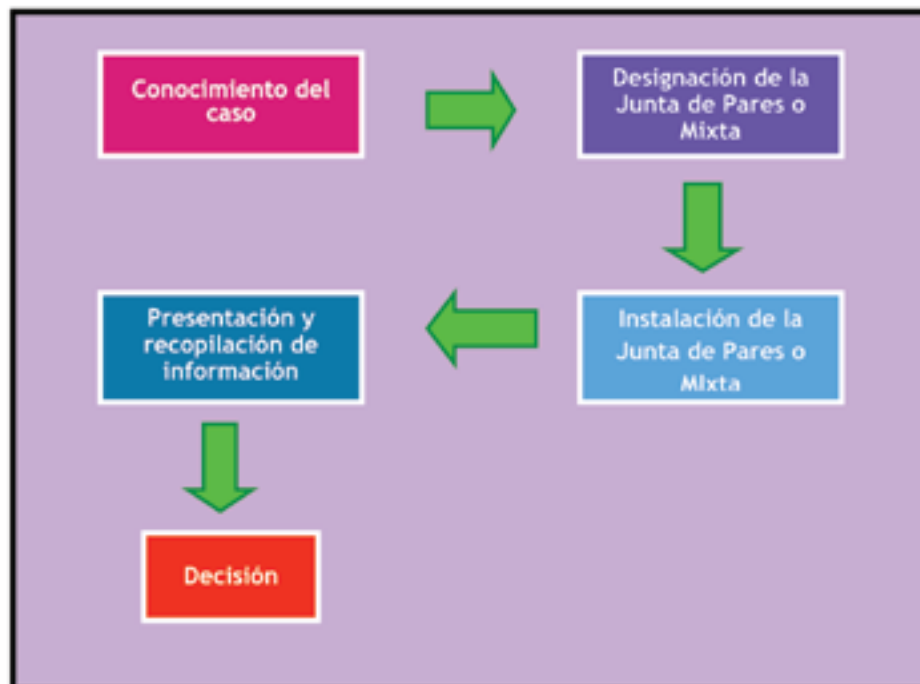 Conocimiento del
caso
Designación de la
Junta de Pares o
Mixta
Instalación de la
Junta de Pares o
MIxta
Presentación y
recopilación de
información
Decisión